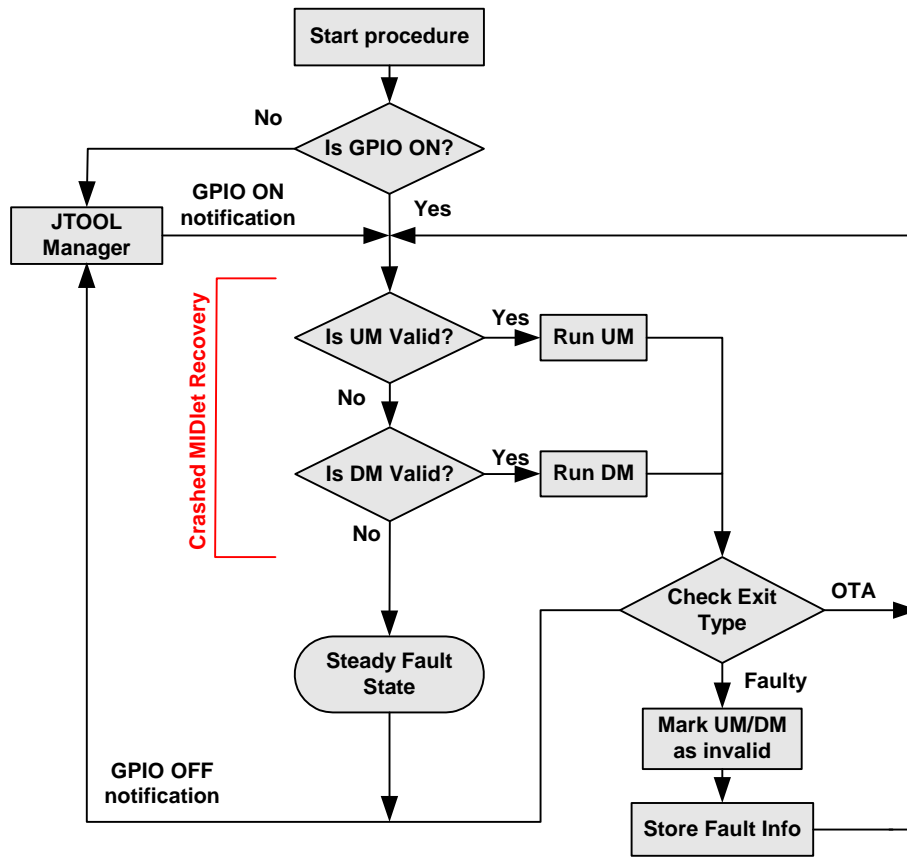 Start procedure
No
Is GPIO ON?
GPIO ON
notification
Yes
JTOOL
Manager
Crashed MIDlet Recovery
Is UM Valid?
Yes
Run UM
No
Is DM Valid?
Yes
Run DM
No
Check Exit
Type
OTA
Steady Fault
State
Faulty
Mark UM/DM
as invalid
GPIO OFF
notification
Store Fault Info